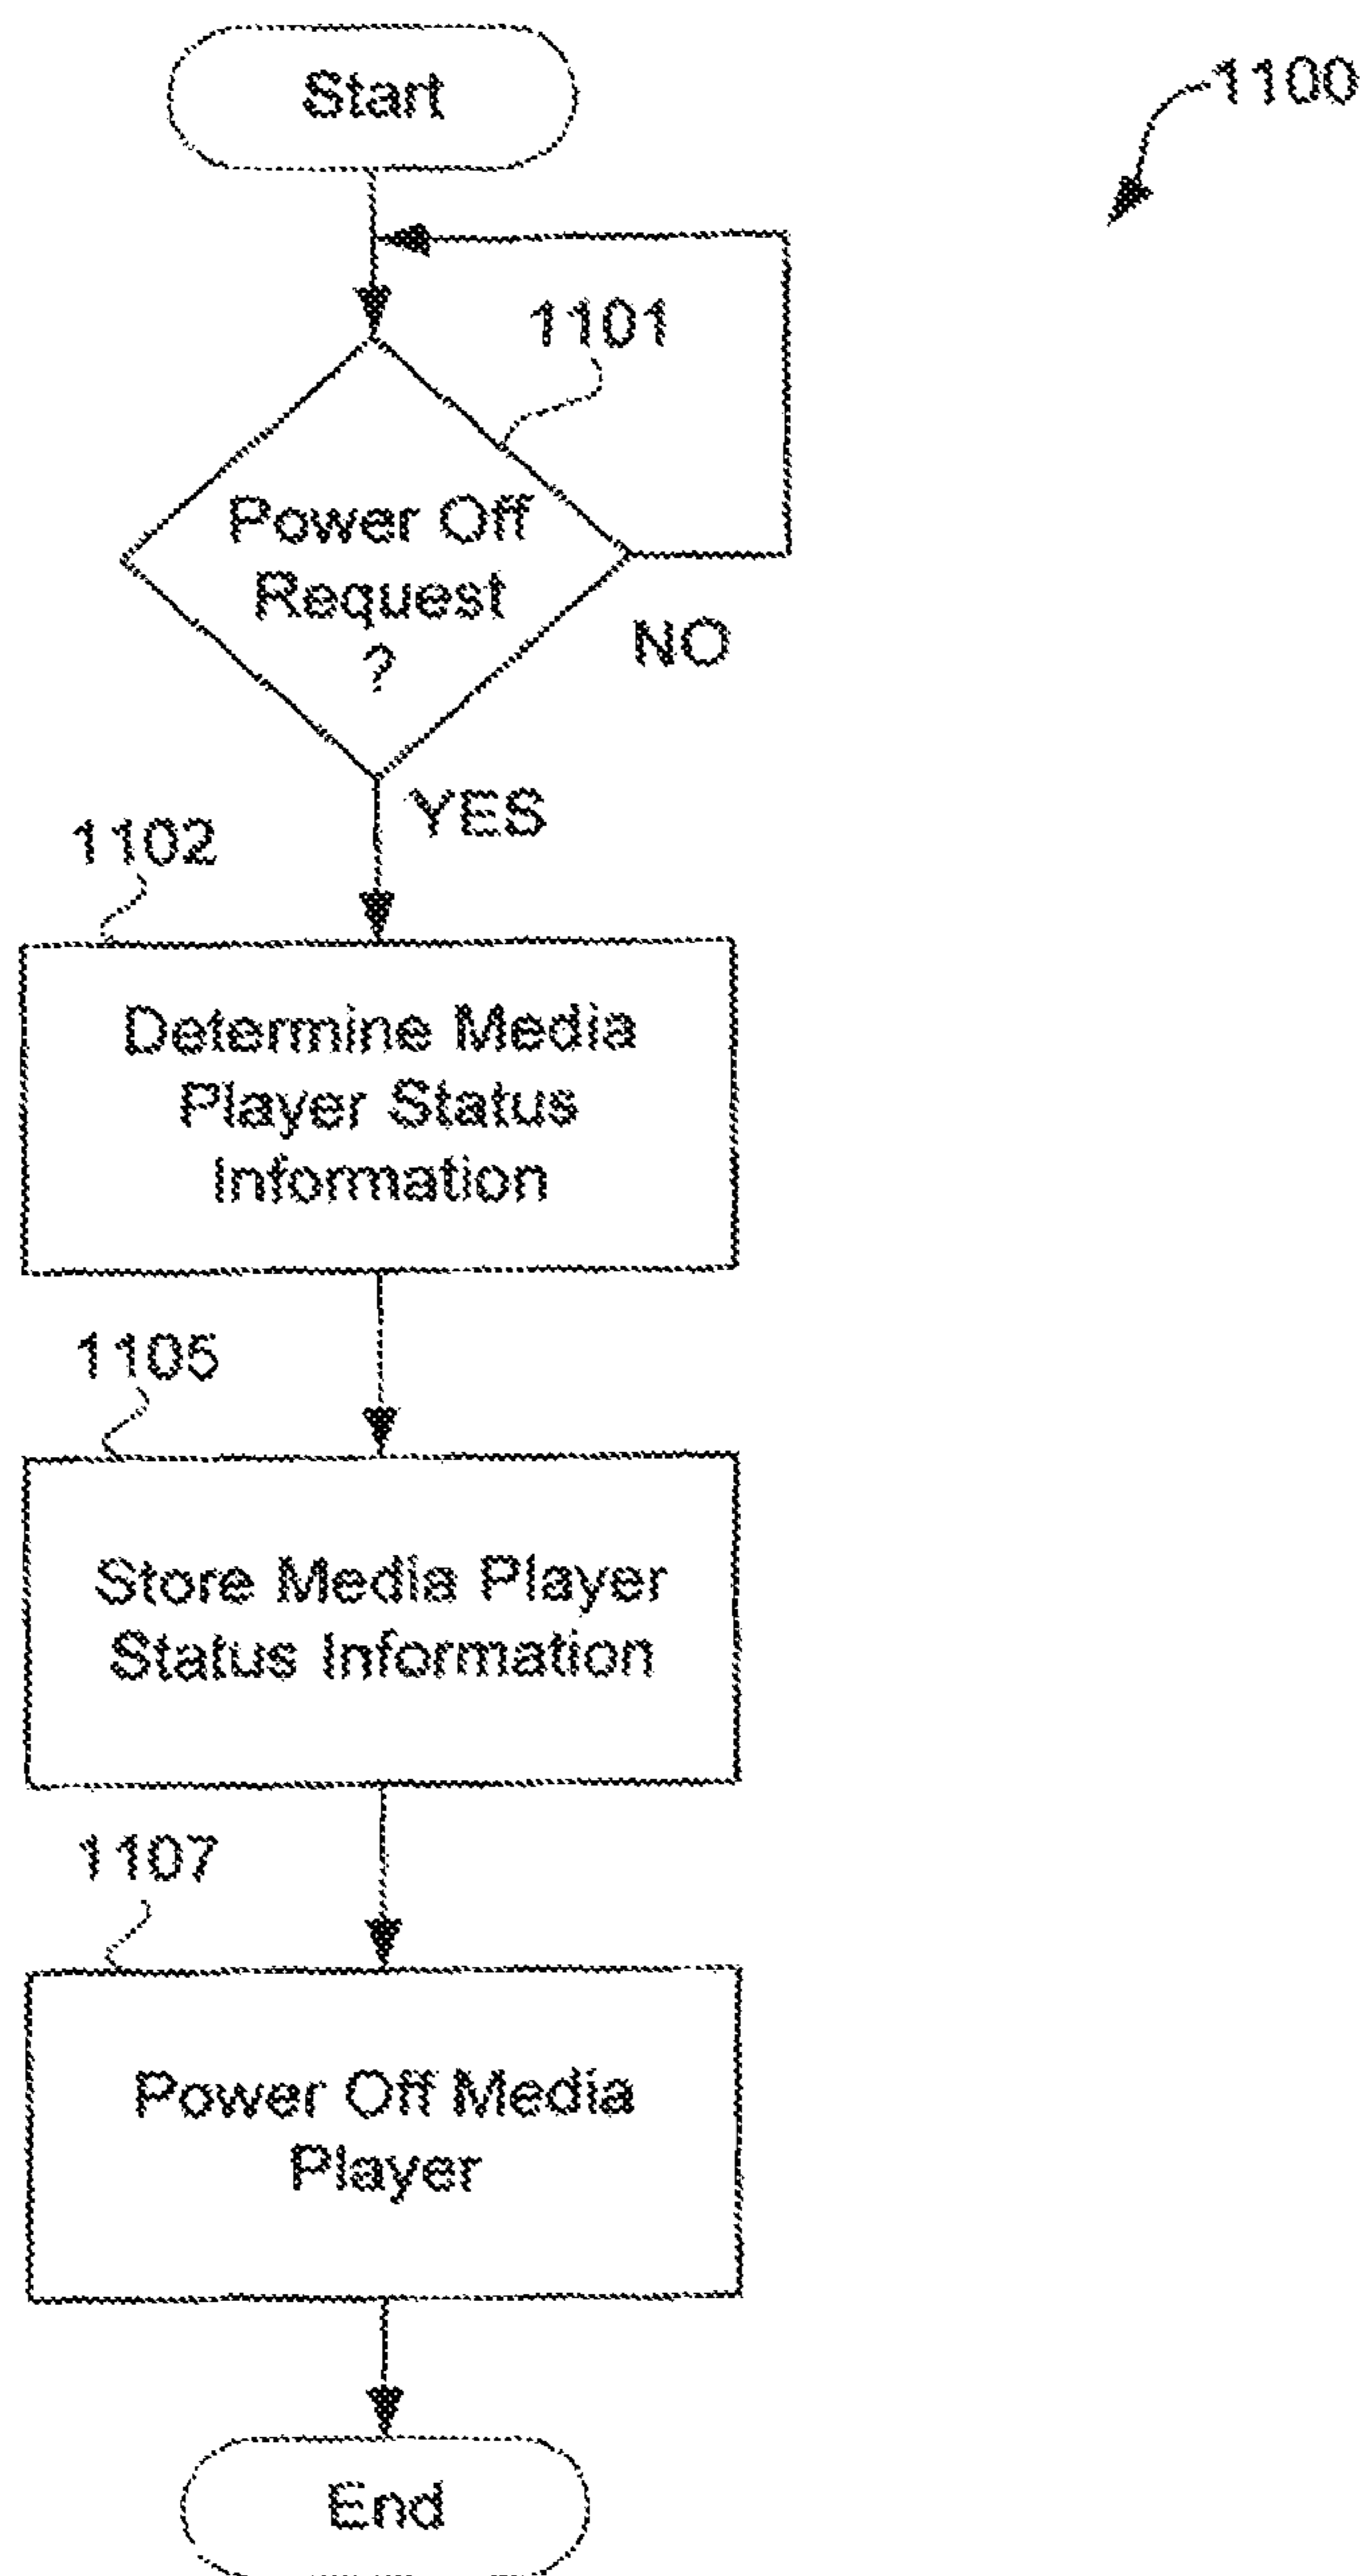 Start
1100
1101
Power Off
Request
?
NO
YES
1102
Determine Media
Player Status
Information
1105
Store Media Player
Status Information
1107
Power Off Media
Player
End